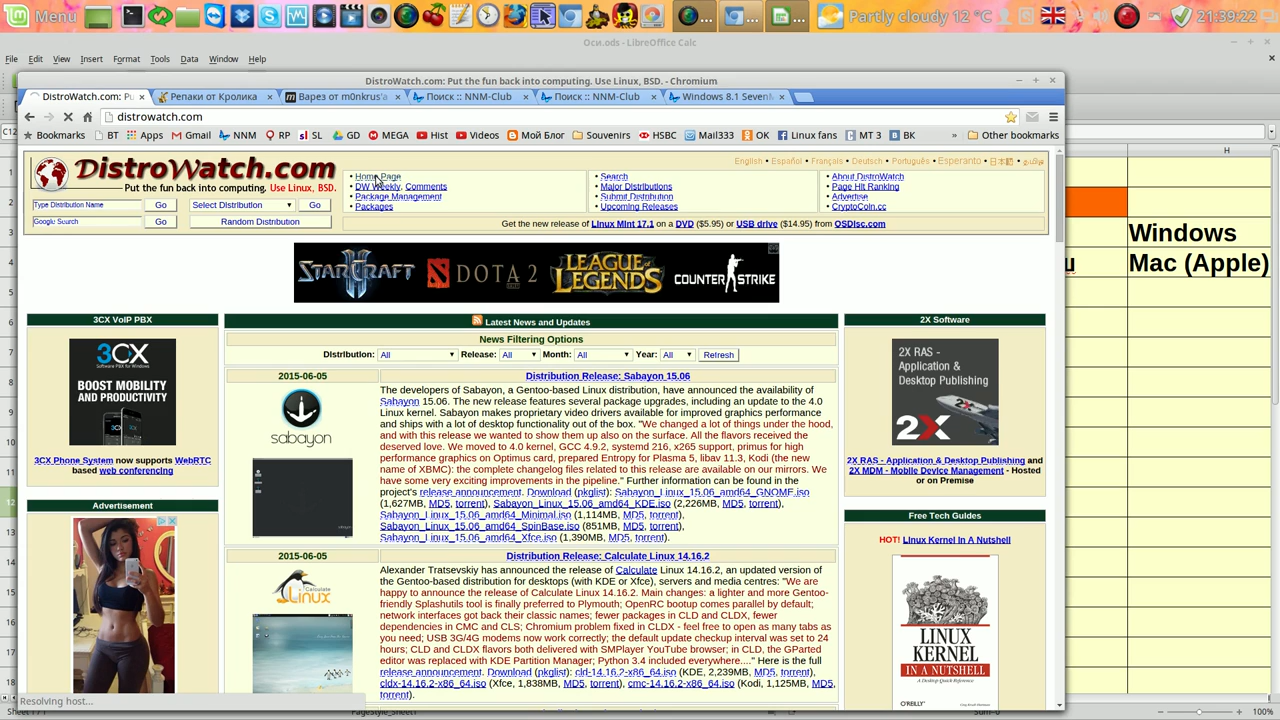 Menu
Partly cloudy 12 °C
21:39:22
Оси.ods - LibreOffice Calc
File Edit View Insert Format Tools Data Window Help
DistroWatch.com: Put the fun back into computing. Use Linux, BSD. - Chromium
DistroWatch.com: Pu
Репаки от Кролика
Варез от m0nkrus'а
Поиск :: NNM-Club
Поиск :: NNM-Club
Windows 8.1 SevenM
distrowatch.com
Bookmarks BT Apps Gmail NNM RP SL GD MEGA Hist Videos Мой Блог Souvenirs HSBC Mail333 OK Linux fans МТ 3 ВК » Other bookmarks
DistroWatch.com
Put the fun back into computing. Use Linux, BSD.
English • Español • Français • Deutsch • Português • Esperanto • 日本語 •
• Home Page
• DW Weekly, Comments
• Package Management
• Packages
• Search
• Major Distributions
• Submit Distribution
• Upcoming Releases
• About DistroWatch
• Page Hit Ranking
• Advertise
• CryptoCoin.cc
Type Distribution Name Go Select Distribution Go
Google Search Go Random Distribution
Get the new release of Linux Mint 17.1 on a DVD ($5.95) or USB drive ($14.95) from OSDisc.com
STARCRAFT DOTA 2 LEAGUE of LEGENDS COUNTER STRIKE
H
Windows
Mac (Apple)
3CX VoIP PBX
3CX
Software PBX for Windows
BOOST MOBILITY
AND PRODUCTIVITY
3CX Phone System now supports WebRTC
based web conferencing
Advertisement
Latest News and Updates
News Filtering Options
Distribution: All Release: All Month: All Year: All Refresh
2015-06-05
Distribution Release: Sabayon 15.06
sabayon
The developers of Sabayon, a Gentoo-based Linux distribution, have announced the availability of
Sabayon 15.06. The new release features several package upgrades, including an update to the 4.0
Linux kernel. Sabayon makes proprietary video drivers available for improved graphics performance
and ships with a lot of desktop functionality out of the box. "We changed a lot of things under the hood,
and with this release we wanted to show them up also on the surface. All the flavors received the
deserved love. We moved to 4.0 kernel, GCC 4.9.2, systemd 216, x265 support, primus for high
performance graphics on Optimus card, prepared Entropy for Plasma 5, libav 11.3, Kodi (the new
name of XBMC): the complete changelog files related to this release are available on our mirrors. We
have some very exciting improvements in the pipeline." Further information can be found in the
project's release announcement. Download (pkglist): Sabayon_Linux_15.06_amd64_GNOME.iso
(1,627MB, MD5, torrent), Sabayon_Linux_15.06_amd64_KDE.iso (2,226MB, MD5, torrent),
Sabayon_Linux_15.06_amd64_Minimal.iso (1,114MB, MD5, torrent),
Sabayon_Linux_15.06_amd64_SpinBase.iso (851MB, MD5, torrent),
Sabayon_Linux_15.06_amd64_Xfce.iso (1,390MB, MD5, torrent).
2015-06-05
Distribution Release: Calculate Linux 14.16.2
Calculate
Linux
Alexander Tratsevskiy has announced the release of Calculate Linux 14.16.2, an updated version of
the Gentoo-based distribution for desktops (with KDE or Xfce), servers and media centres: "We are
happy to announce the release of Calculate Linux 14.16.2. Main changes: a lighter and more Gentoo-
friendly Splashutils tool is finally preferred to Plymouth; OpenRC bootup comes parallel by default;
network interfaces got back their classic names; fewer packages in CLD and CLDX, fewer
dependencies in CMC and CLS; Chromium problem fixed in CLDX - feel free to open as many tabs as
you need; USB 3G/4G modems now work correctly; the default update checkup interval was set to 24
hours; CLD and CLDX flavors both delivered with SMPlayer YouTube browser; in CLD, the GParted
editor was replaced with KDE Partition Manager; Python 3.4 included everywhere...." Here is the full
release announcement. Download (pkglist): cld-14.16.2-x86_64.iso (KDE, 2,239MB, MD5, torrent),
cldx-14.16.2-x86_64.iso (Xfce, 1,838MB, MD5, torrent), cmc-14.16.2-x86_64.iso (Kodi, 1,125MB, MD5,
torrent).
2X Software
2X RAS -
Application &
Desktop Publishing
2X
2X RAS - Application & Desktop Publishing and
2X MDM - Mobile Device Management - Hosted
or on Premise
Free Tech Guides
HOT! Linux Kernel In A Nutshell
LINUX
KERNEL
IN A NUTSHELL
A Desktop Quick Reference
O'REILLY
Resolving host...
100%